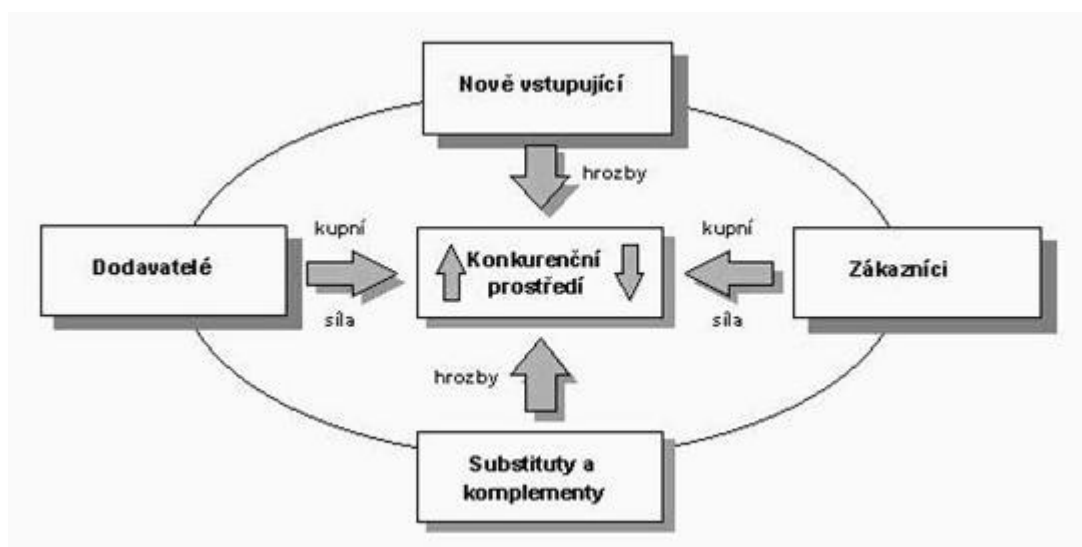 Nově vstupující
hrozby
kupní
kupní
Dodavatelé
Konkurenční
prostředí
Zákazníci
síla
síla
hrozby
Substituty a
komplementy